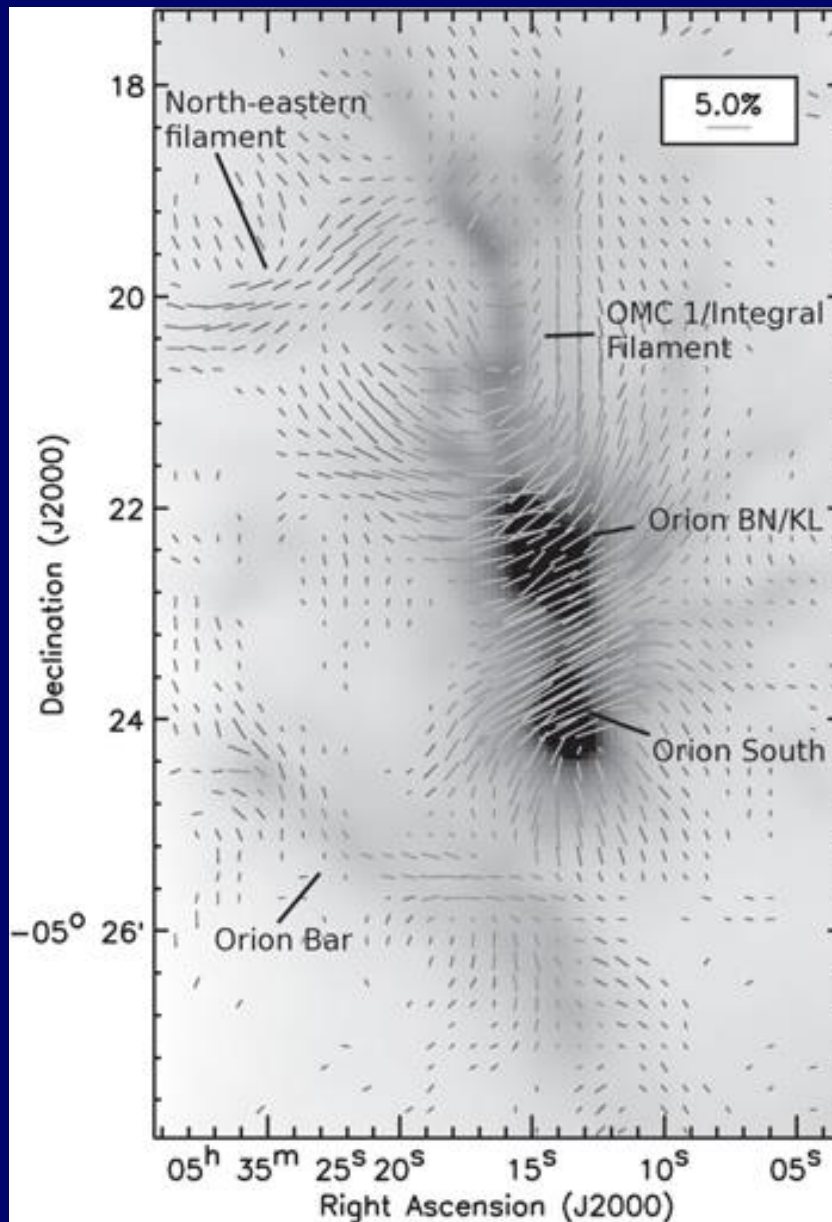 18
North-eastern
filament
5.0%
20
OMC 1/Integral
Filament
22
Orion BN/KL
Declination (J2000)
24
Orion South
-05° 26'
Orion Bar
05h 35m 25s 20s 15s 10s 05s
Right Ascension (J2000)